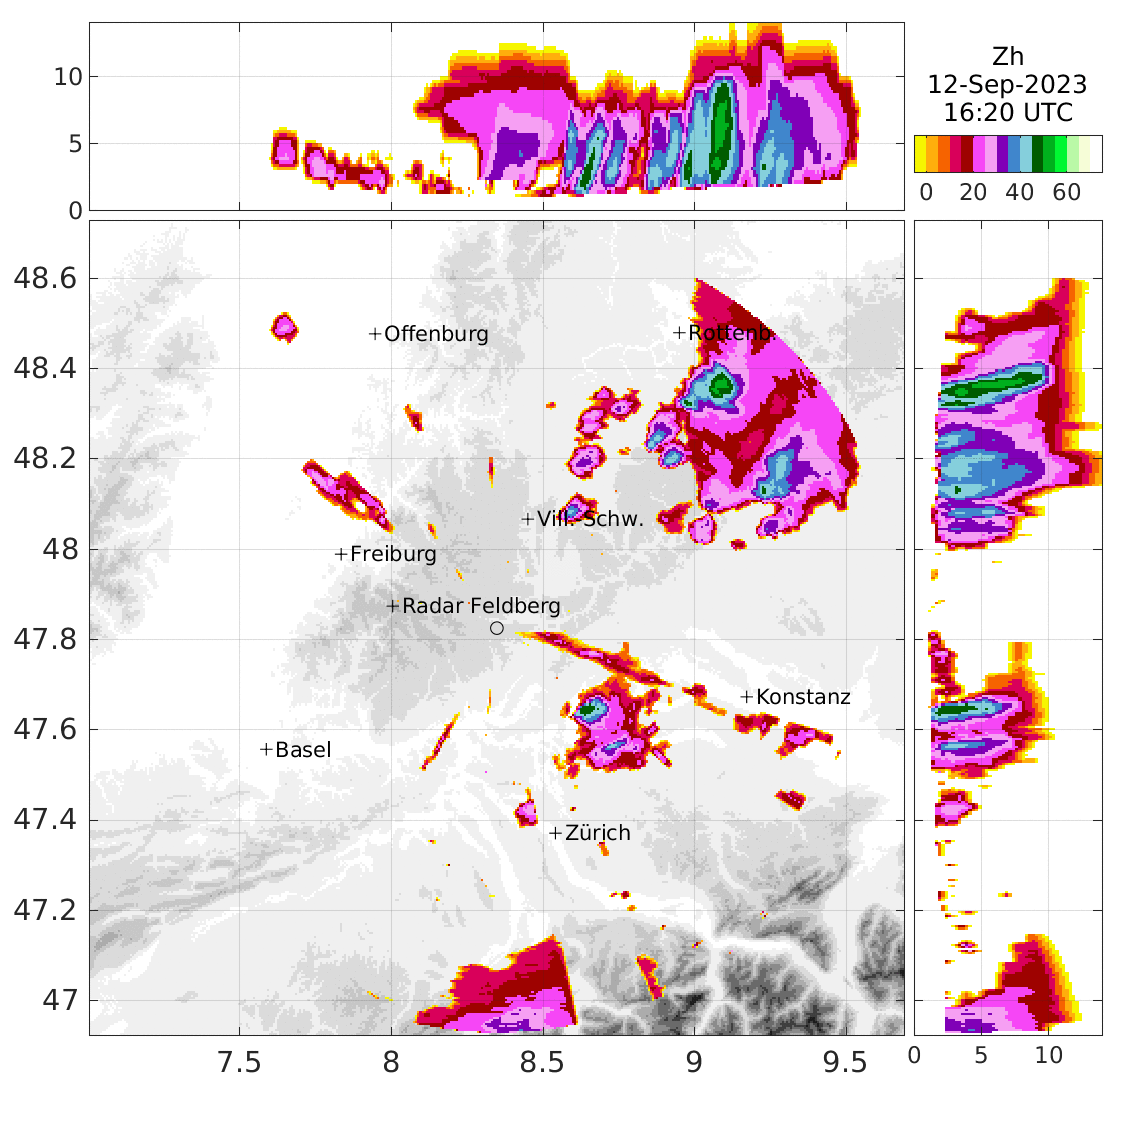 10
5
0
Zh
12-Sep-2023
16:20 UTC
0 20 40 60
48.6
48.4
48.2
48
47.8
47.6
47.4
47.2
47
+Offenburg
+Rottenb.
+Vill.-Schw.
+Freiburg
+Radar Feldberg
+Konstanz
+Basel
+Zürich
7.5 8 8.5 9 9.5
0 5 10